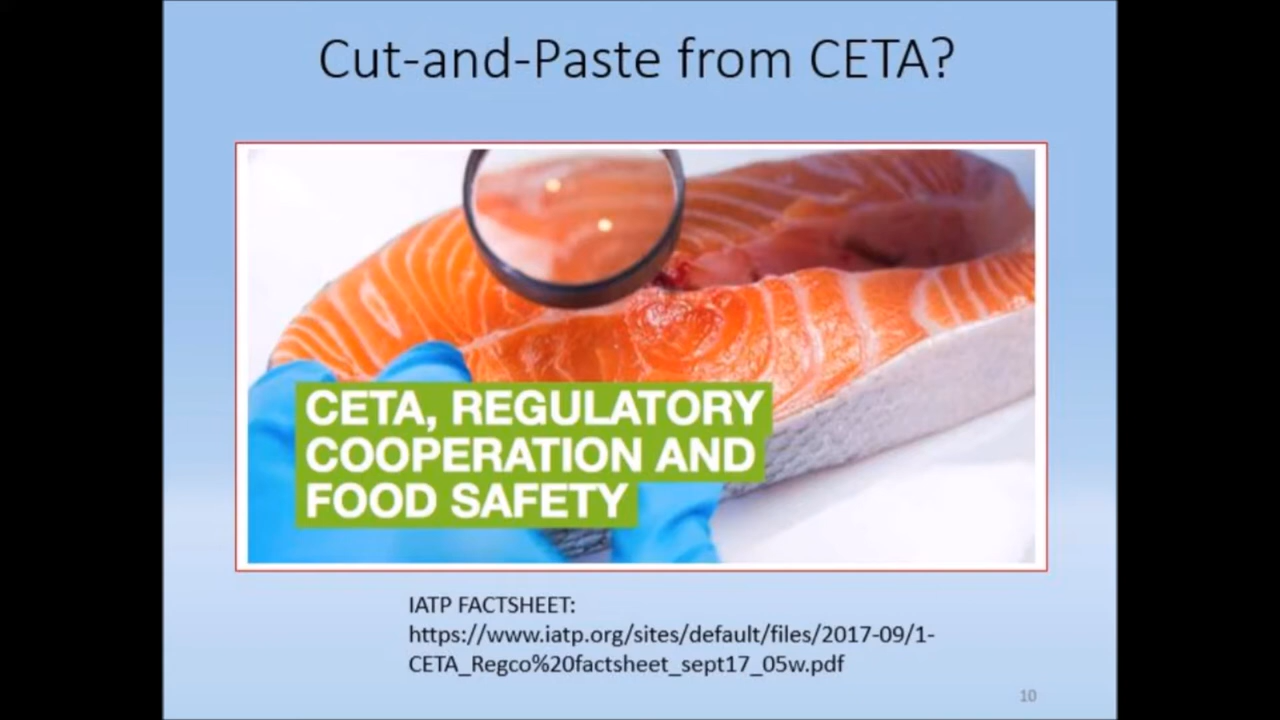 Cut-and-Paste from CETA?
CETA, REGULATORY
COOPERATION AND
FOOD SAFETY
IATP FACTSHEET:
https://www.iatp.org/sites/default/files/2017-09/1-
CETA_Regco%20factsheet_sept17_05w.pdf
10